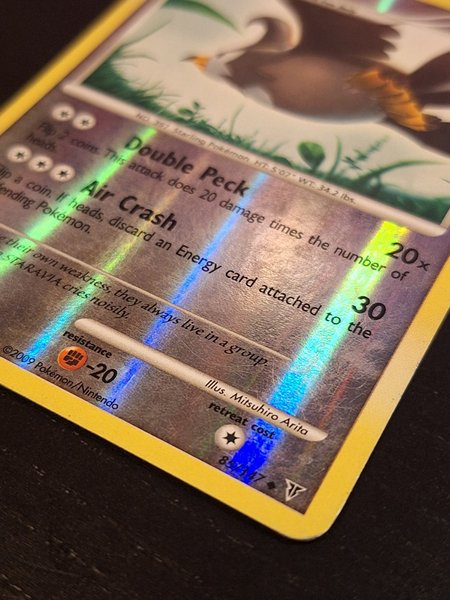 NO. 397 Starling Pokémon HT: 2'00" WT: 34.2 lbs.
Double Peck 20×
Flip 2 coins. This attack does 20 damage times the number of
heads.
Air Crash 30
a coin. If heads, discard an Energy card attached to the
Pokémon.
their own weakness, they always live in a group.
STARAVIA cries noisily.
resistance
-20
Illus. Mitsuhiro Arita
retreat cost
©2009 Pokémon/Nintendo
/147